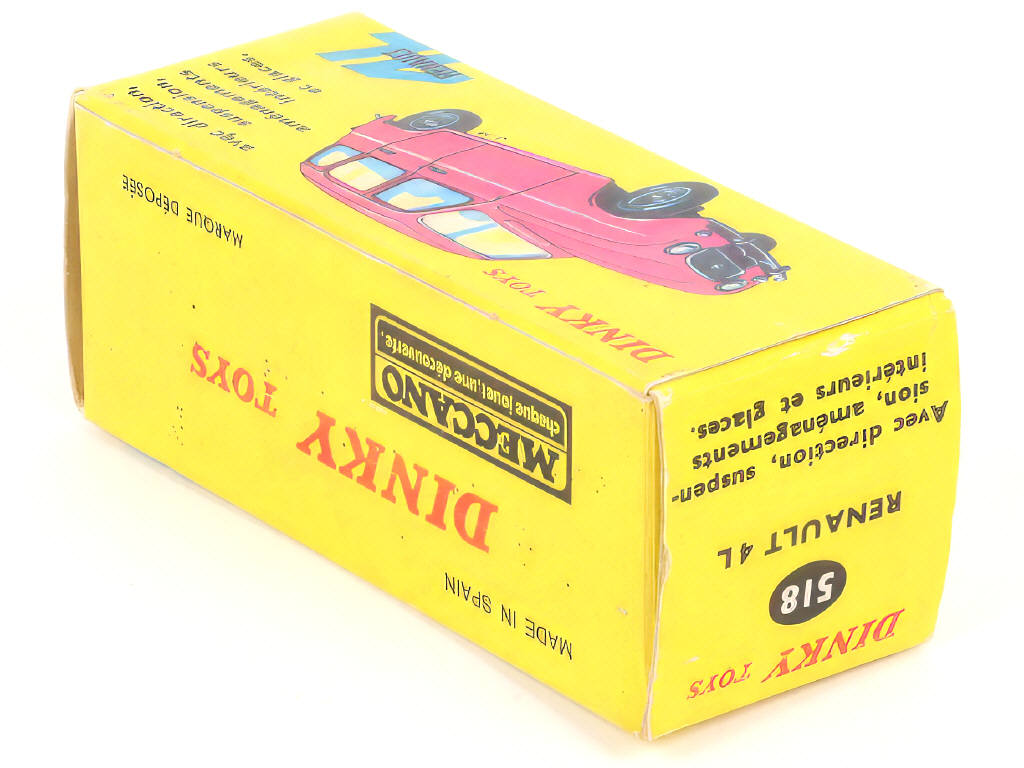 4L
RENAULT
avec direction,
suspension,
aménagements
intérieurs
et glaces.
DINKY TOYS
MADE IN SPAIN
DINKY TOYS
MECCANO
chaque jouet, une découverte.
MARQUE DÉPOSÉE
DINKY TOYS
518
RENAULT 4L
Avec direction, suspen-
sion, aménagements
intérieurs et glaces.